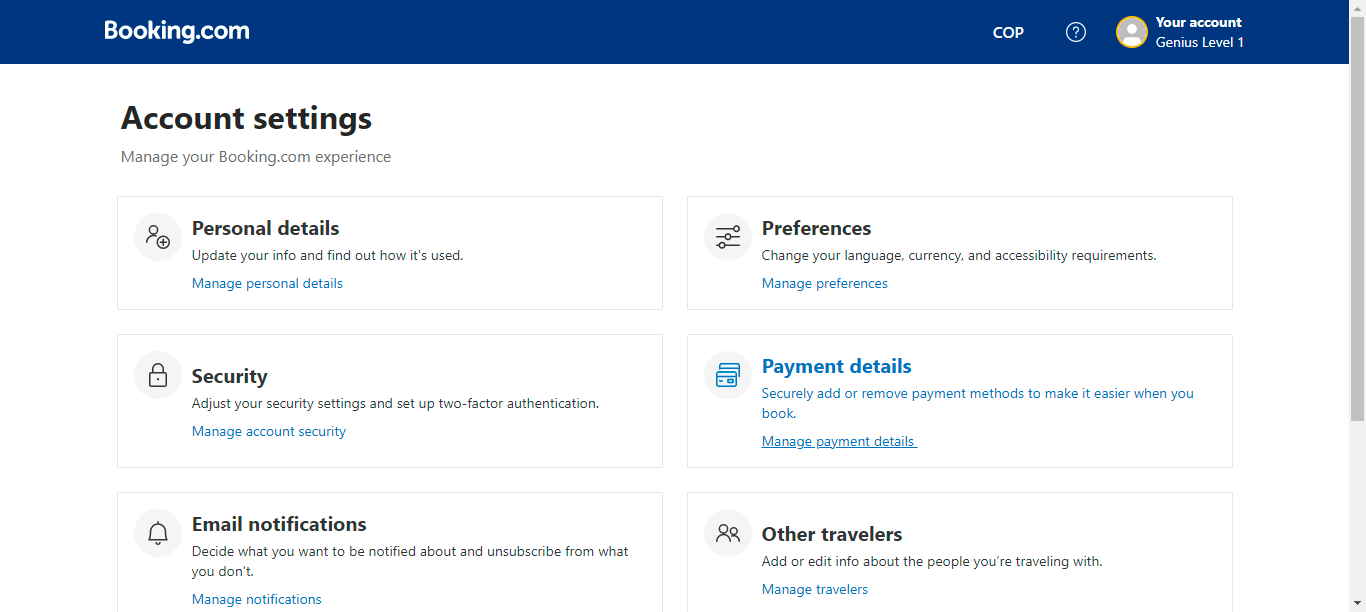 Booking.com
COP
?
Your account
Genius Level 1
Account settings
Manage your Booking.com experience
Personal details
Update your info and find out how it's used.
Manage personal details
Preferences
Change your language, currency, and accessibility requirements.
Manage preferences
Security
Adjust your security settings and set up two-factor authentication.
Manage account security
Payment details
Securely add or remove payment methods to make it easier when you
book.
Manage payment details
Email notifications
Decide what you want to be notified about and unsubscribe from what
you don't.
Manage notifications
Other travelers
Add or edit info about the people you’re traveling with.
Manage travelers